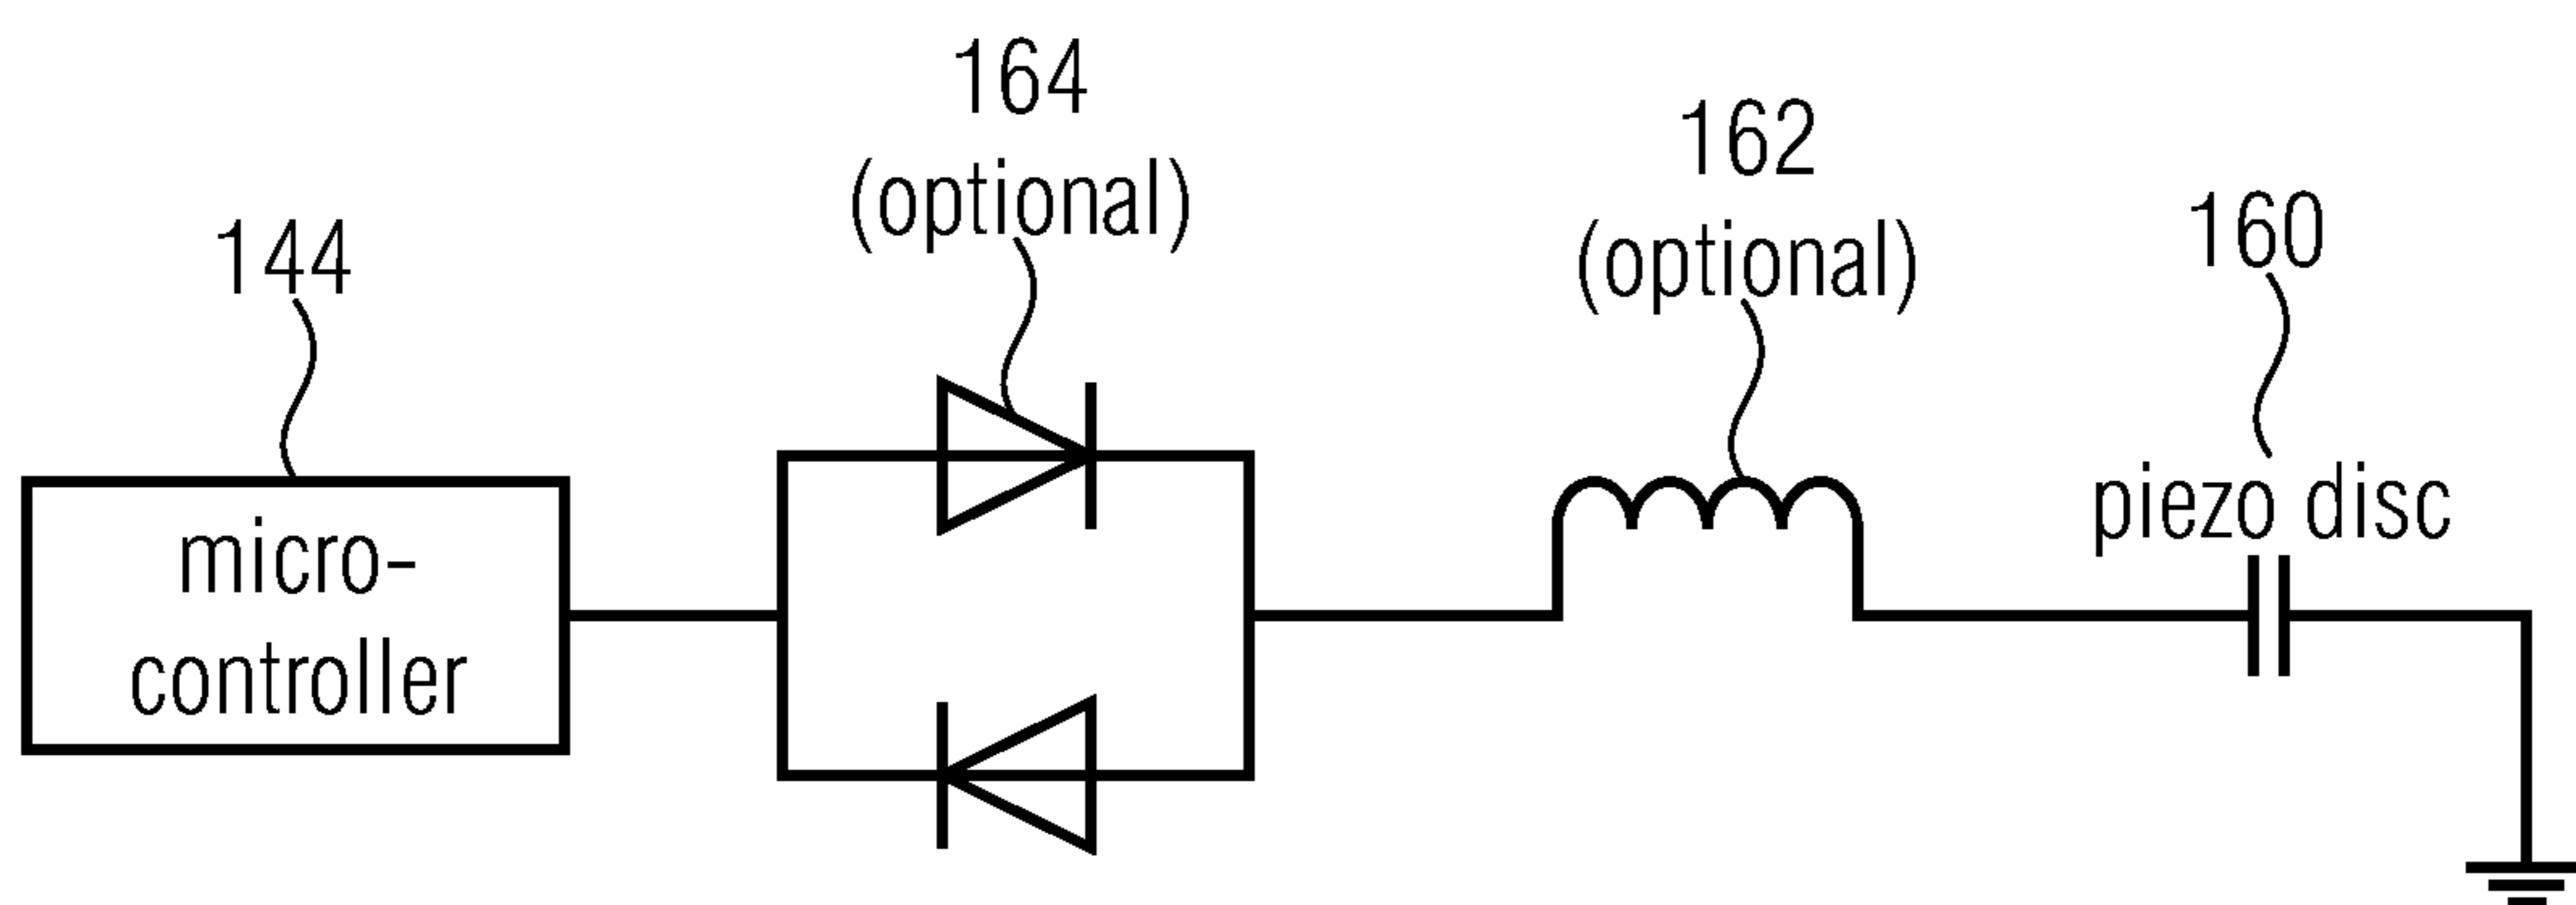 164
(optional)
162
(optional)
160
144
piezo disc
micro-
controller